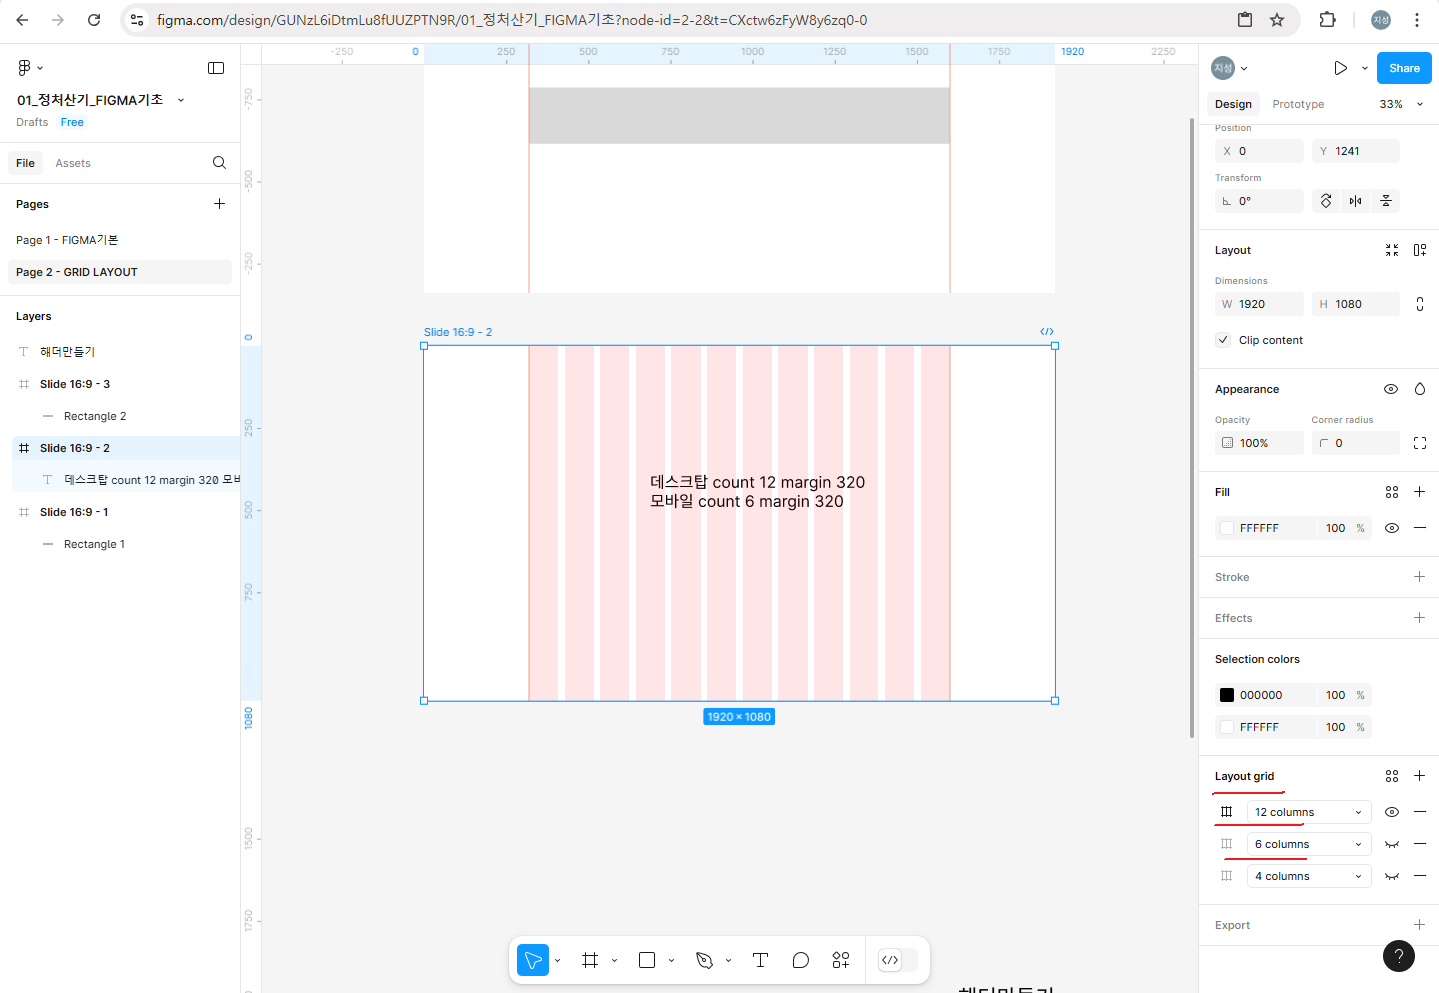 figma.com/design/GUNzL6iDtmLu8fUUZPTN9R/01_정처산기_FIGMA기초?node-id=2-2&t=CXctw6zFyW8y6zq0-0
지성
01_정처산기_FIGMA기초
Drafts Free
File Assets
Pages
Page 1 - FIGMA기본
Page 2 - GRID LAYOUT
Layers
해더만들기
Slide 16:9 - 3
Rectangle 2
Slide 16:9 - 2
데스크탑 count 12 margin 320 모바
Slide 16:9 - 1
Rectangle 1
-250 0 250 500 750 1000 1250 1500 1750 1920 2250
-750
-500
-250
0
250
500
750
1080
1500
1750
Slide 16:9 - 2
데스크탑 count 12 margin 320
모바일 count 6 margin 320
1920 × 1080
해더만들기
지성
Share
Design Prototype 33%
Position
X 0 Y 1241
Transform
0°
Layout
Dimensions
W 1920 H 1080
Clip content
Appearance
Opacity Corner radius
100% 0
Fill
FFFFFF 100 %
Stroke
Effects
Selection colors
000000 100 %
FFFFFF 100 %
Layout grid
12 columns
6 columns
4 columns
Export
?